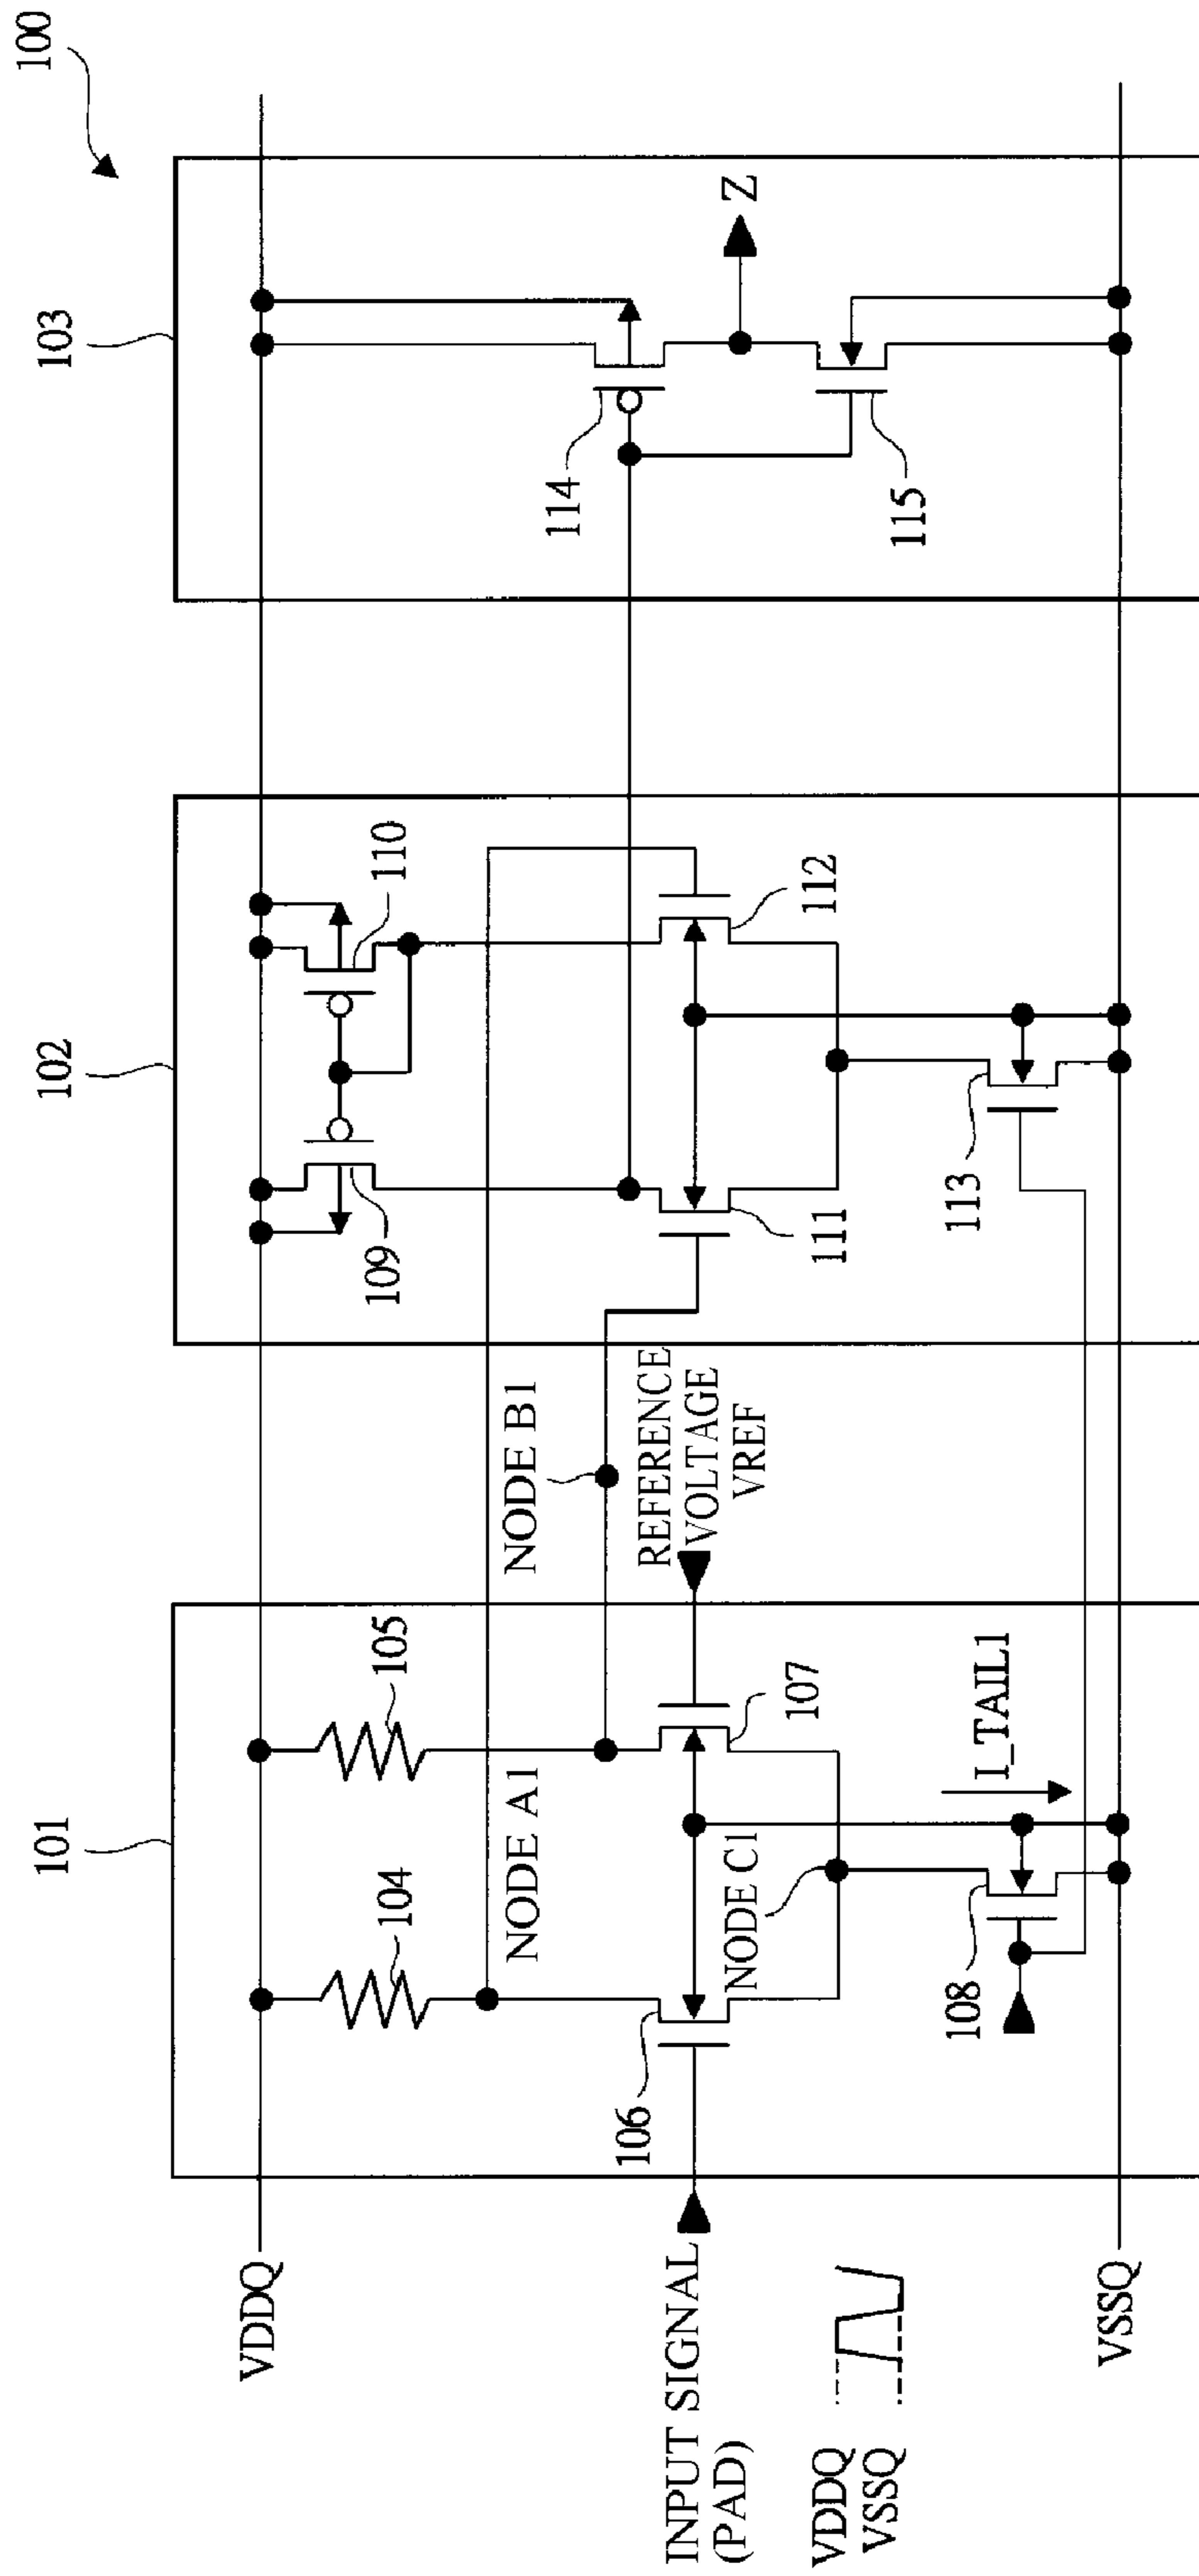 100
101
102
103
VDDQ
104
105
109
110
NODE A1
NODE B1
REFERENCE
VOLTAGE
VREF
106
107
111
112
114
115
Z
INPUT SIGNAL
(PAD)
NODE C1
I_TAIL1
108
113
VDDQ
VSSQ
VSSQ